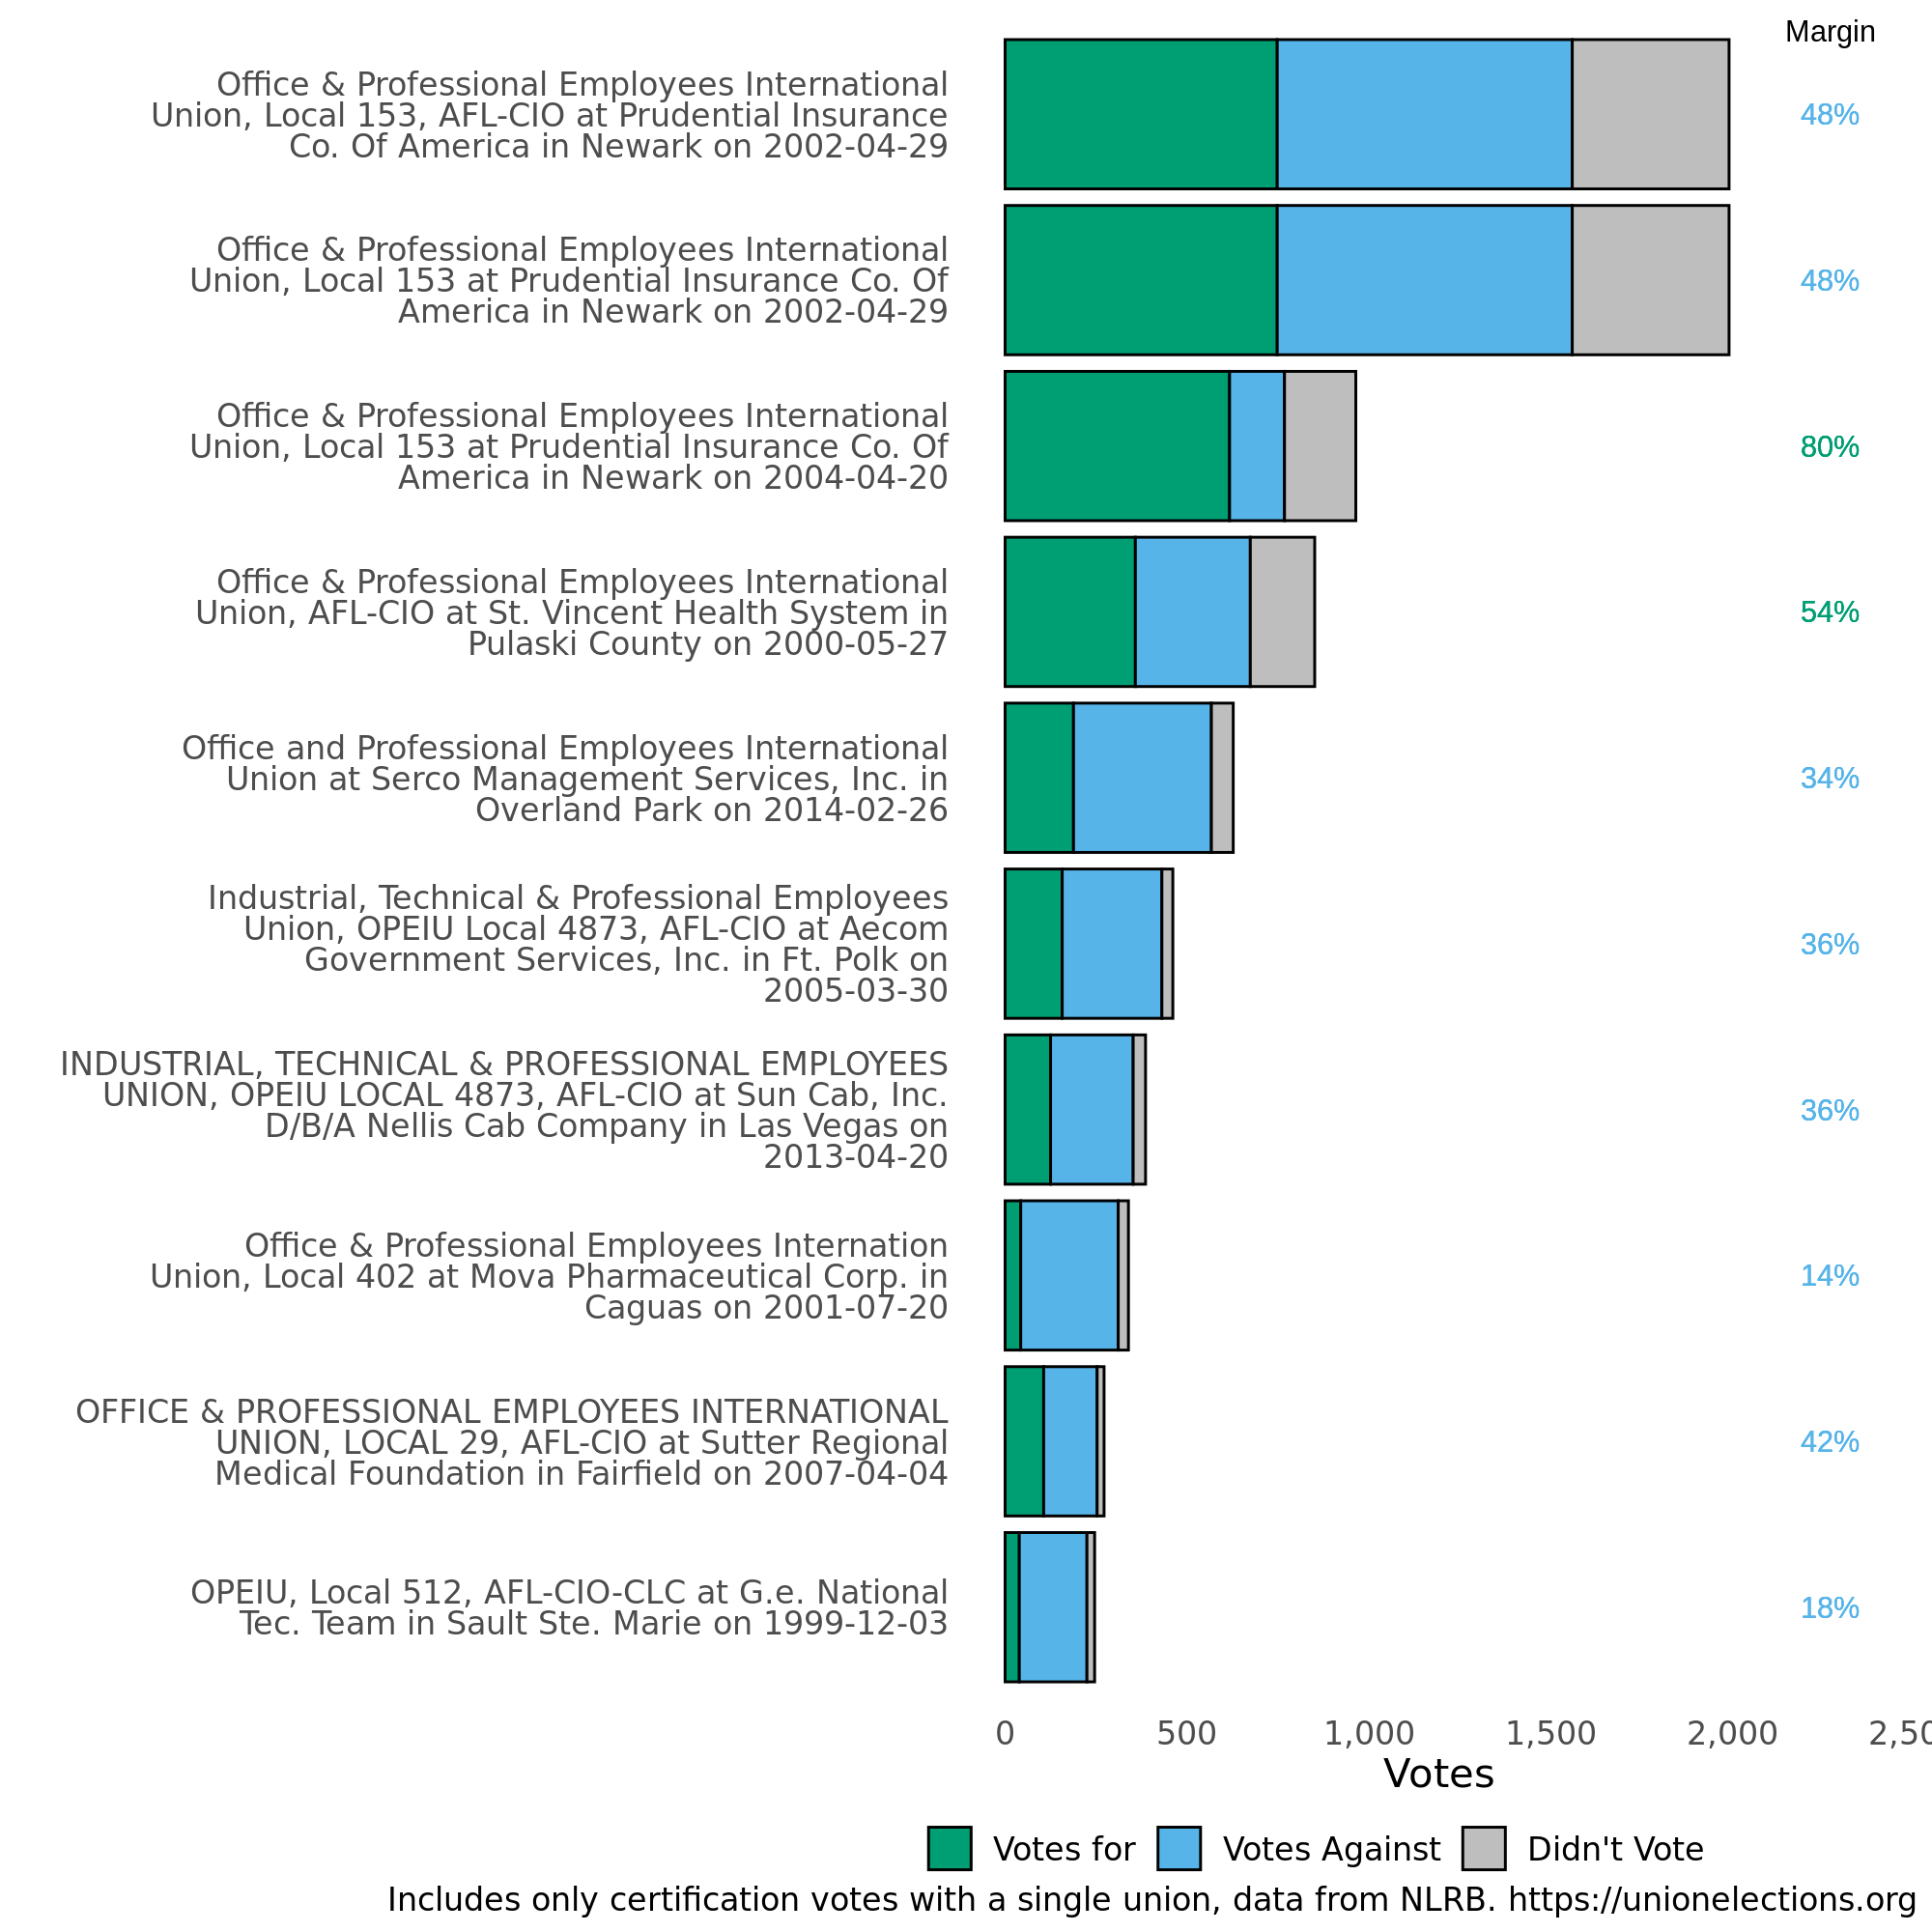 Margin
Office & Professional Employees International
Union, Local 153, AFL-CIO at Prudential Insurance
Co. Of America in Newark on 2002-04-29
48%
Office & Professional Employees International
Union, Local 153 at Prudential Insurance Co. Of
America in Newark on 2002-04-29
48%
Office & Professional Employees International
Union, Local 153 at Prudential Insurance Co. Of
America in Newark on 2004-04-20
80%
Office & Professional Employees International
Union, AFL-CIO at St. Vincent Health System in
Pulaski County on 2000-05-27
54%
Office and Professional Employees International
Union at Serco Management Services, Inc. in
Overland Park on 2014-02-26
34%
Industrial, Technical & Professional Employees
Union, OPEIU Local 4873, AFL-CIO at Aecom
Government Services, Inc. in Ft. Polk on
2005-03-30
36%
INDUSTRIAL, TECHNICAL & PROFESSIONAL EMPLOYEES
UNION, OPEIU LOCAL 4873, AFL-CIO at Sun Cab, Inc.
D/B/A Nellis Cab Company in Las Vegas on
2013-04-20
36%
Office & Professional Employees Internation
Union, Local 402 at Mova Pharmaceutical Corp. in
Caguas on 2001-07-20
14%
OFFICE & PROFESSIONAL EMPLOYEES INTERNATIONAL
UNION, LOCAL 29, AFL-CIO at Sutter Regional
Medical Foundation in Fairfield on 2007-04-04
42%
OPEIU, Local 512, AFL-CIO-CLC at G.e. National
Tec. Team in Sault Ste. Marie on 1999-12-03
18%
0 500 1,000 1,500 2,000 2,50
Votes
Votes for Votes Against Didn't Vote
Includes only certification votes with a single union, data from NLRB. https://unionelections.org